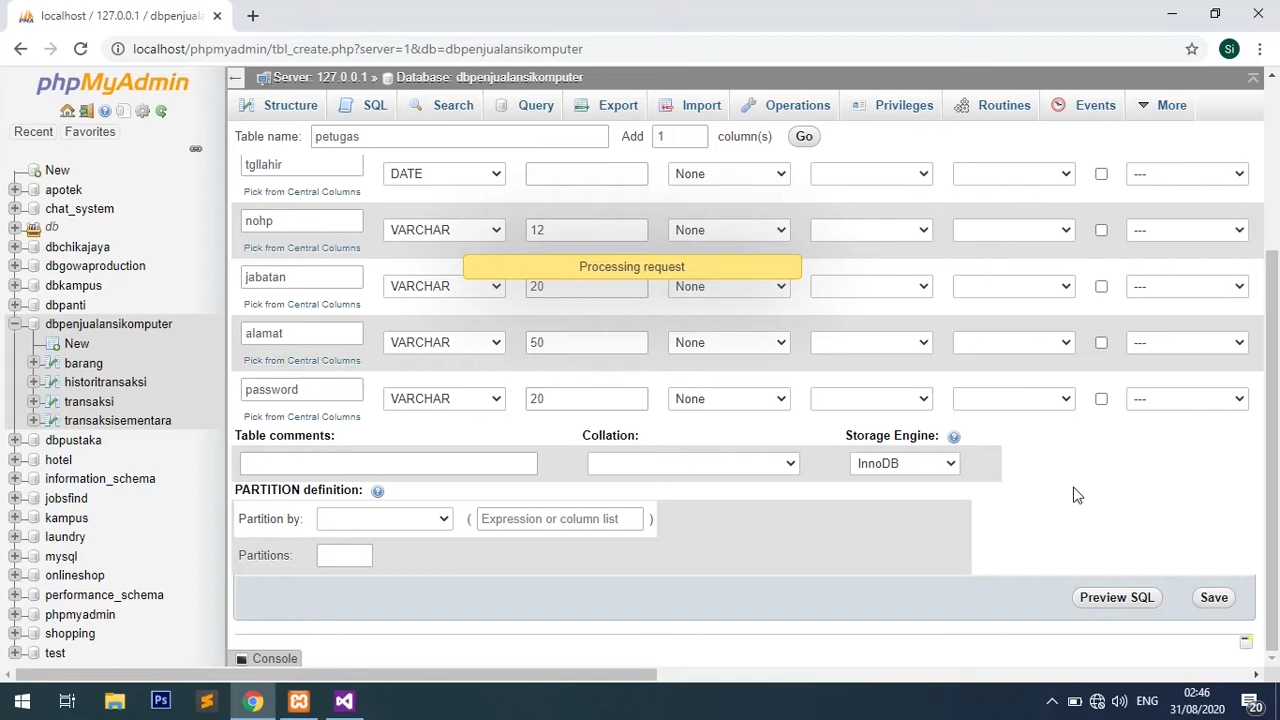 localhost / 127.0.0.1 / dbpenjua
localhost/phpmyadmin/tbl_create.php?server=1&db=dbpenjualansikomputer
Si
phpMyAdmin
Recent
Favorites
New
apotek
chat_system
db
dbchikajaya
dbgowaproduction
dbkampus
dbpanti
dbpenjualansikomputer
New
barang
historitransaksi
transaksi
transaksisementara
dbpustaka
hotel
information_schema
jobsfind
kampus
laundry
mysql
onlineshop
performance_schema
phpmyadmin
shopping
test
Server: 127.0.0.1 » Database: dbpenjualansikomputer
Structure SQL Search Query Export Import Operations Privileges Routines Events More
Table name: petugas Add 1 column(s) Go
tgllahir DATE None ---
Pick from Central Columns
nohp VARCHAR 12 None ---
Pick from Central Columns
Processing request
jabatan VARCHAR 20 None ---
Pick from Central Columns
alamat VARCHAR 50 None ---
Pick from Central Columns
password VARCHAR 20 None ---
Pick from Central Columns
Table comments: Collation: Storage Engine:
InnoDB
PARTITION definition:
Partition by: ( Expression or column list )
Partitions:
Preview SQL Save
Console
Ps
ENG
02:46
31/08/2020
20